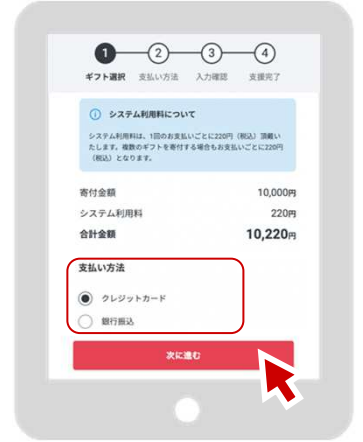 1 2 3 4
ギフト選択 支払い方法 入力確認 支援完了
システム利用料について
システム利用料は、1回のお支払いごとに220円（税込）頂戴い
たします。複数のギフトを寄付する場合もお支払いごとに220円
（税込）となります。
寄付金額 10,000円
システム利用料 220円
合計金額 10,220円
支払い方法
クレジットカード
銀行振込
次に進む